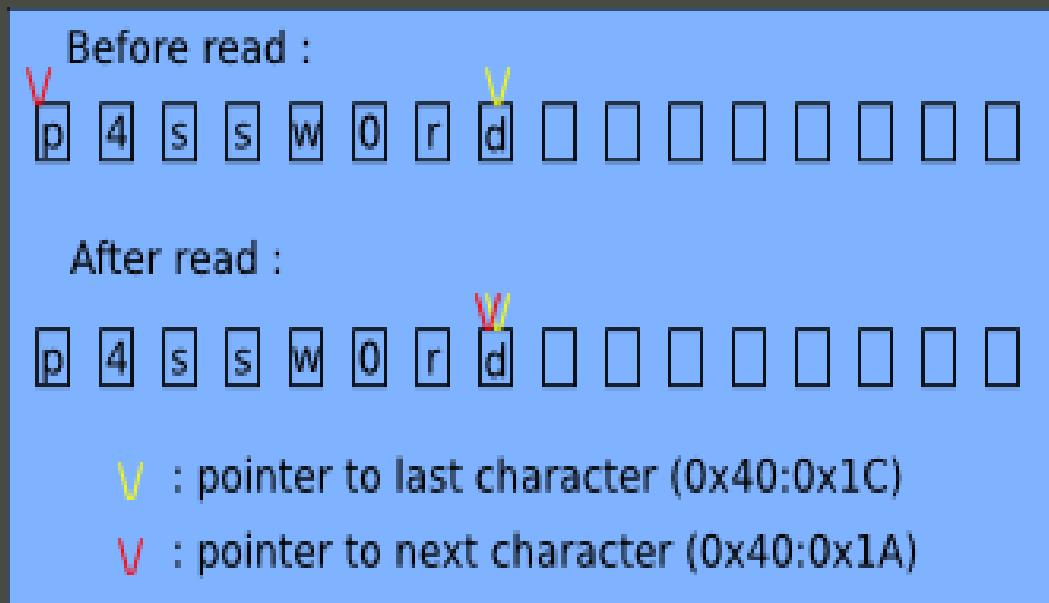 Before read :
V V
p 4 s s w 0 r d
After read :
V V
p 4 s s w 0 r d
V : pointer to last character (0x40:0x1C)
V : pointer to next character (0x40:0x1A)